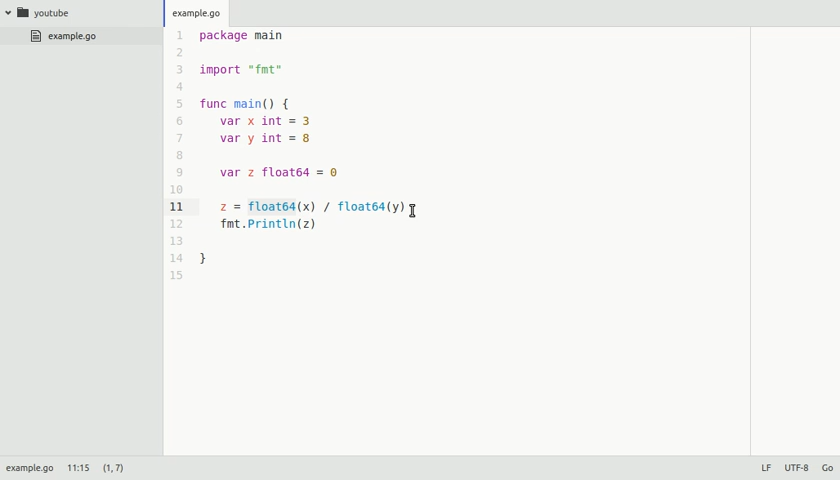 youtube
example.go
example.go
1 package main
2
3 import "fmt"
4
5 func main() {
6 var x int = 3
7 var y int = 8
8
9 var z float64 = 0
10
11 z = float64(x) / float64(y)
12 fmt.Println(z)
13
14 }
15
example.go 11:15 (1, 7) LF UTF-8 Go